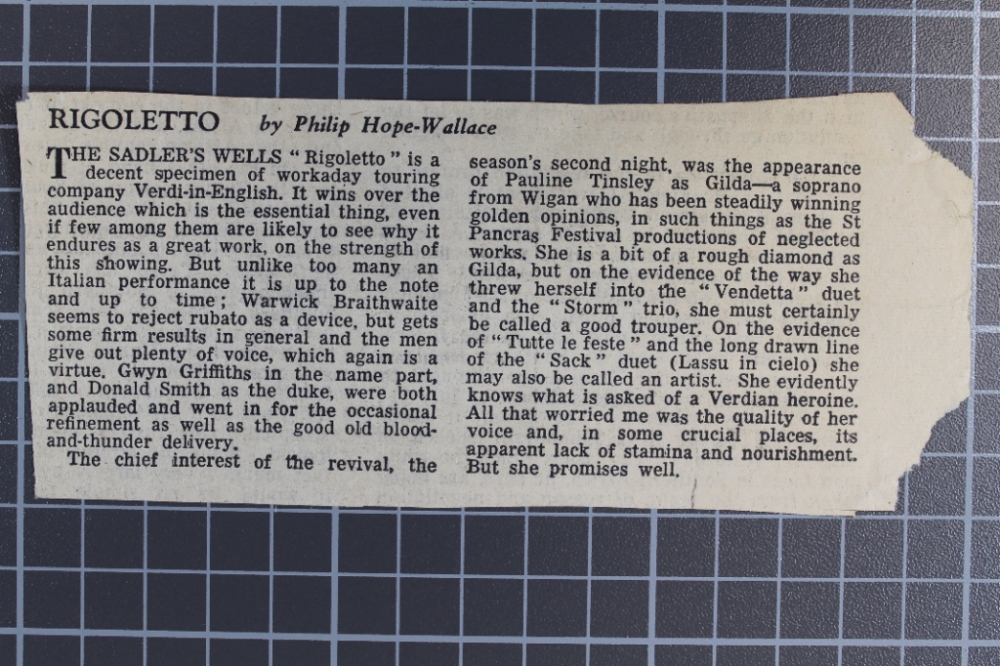 RIGOLETTO by Philip Hope-Wallace
THE SADLER'S WELLS "Rigoletto" is a
decent specimen of workaday touring
company Verdi-in-English. It wins over the
audience which is the essential thing, even
if few among them are likely to see why it
endures as a great work, on the strength of
this showing. But unlike too many an
Italian performance it is up to the note
and up to time; Warwick Braithwaite
seems to reject rubato as a device, but gets
some firm results in general and the men
give out plenty of voice, which again is a
virtue. Gwyn Griffiths in the name part,
and Donald Smith as the duke, were both
applauded and went in for the occasional
refinement as well as the good old blood-
and-thunder delivery.
The chief interest of the revival, the
season's second night, was the appearance
of Pauline Tinsley as Gilda—a soprano
from Wigan who has been steadily winning
golden opinions, in such things as the St
Pancras Festival productions of neglected
works. She is a bit of a rough diamond as
Gilda, but on the evidence of the way she
threw herself into the "Vendetta" duet
and the "Storm" trio, she must certainly
be called a good trouper. On the evidence
of "Tutte le feste" and the long drawn line
of the "Sack" duet (Lassu in cielo) she
may also be called an artist. She evidently
knows what is asked of a Verdian heroine.
All that worried me was the quality of her
voice and, in some crucial places, its
apparent lack of stamina and nourishment.
But she promises well.